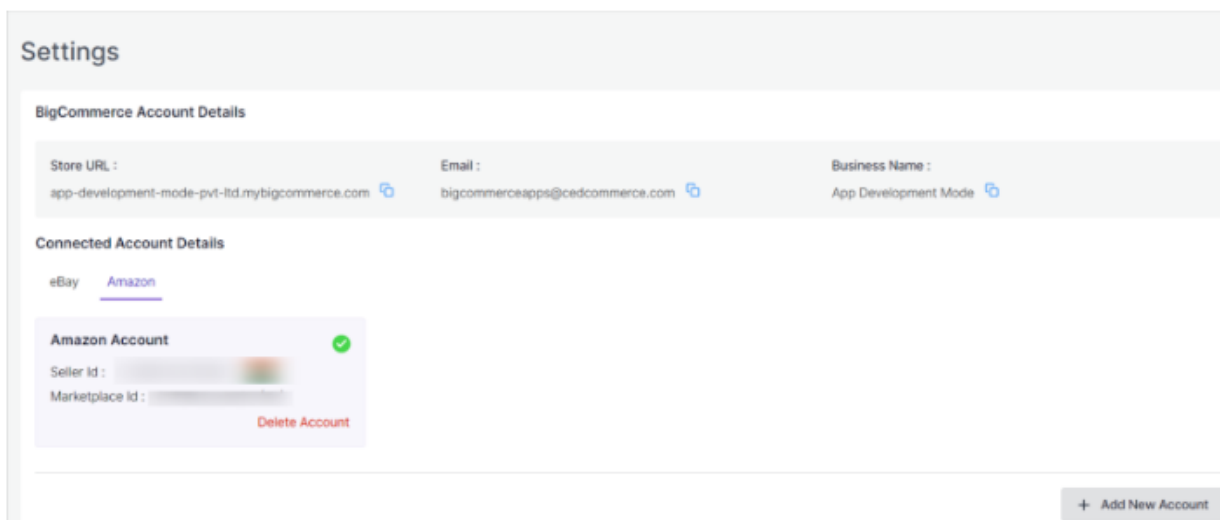 Settings
BigCommerce Account Details
Store URL : Email : Business Name :
app-development-mode-pvt-ltd.mybigcommerce.com bigcommerceapps@cedcommerce.com App Development Mode
Connected Account Details
eBay Amazon
Amazon Account
Seller Id :
Marketplace Id :
Delete Account
+ Add New Account